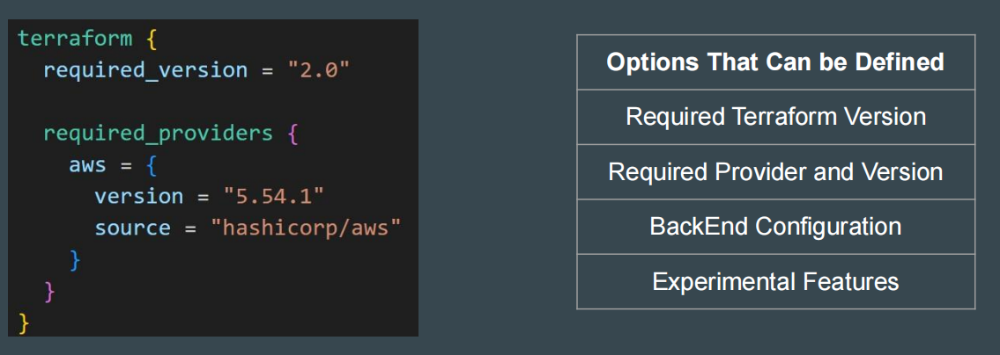 terraform {
  required_version = "2.0"
  required_providers {
    aws = {
      version = "5.54.1"
      source = "hashicorp/aws"
    }
  }
}
Options That Can be Defined
Required Terraform Version
Required Provider and Version
BackEnd Configuration
Experimental Features